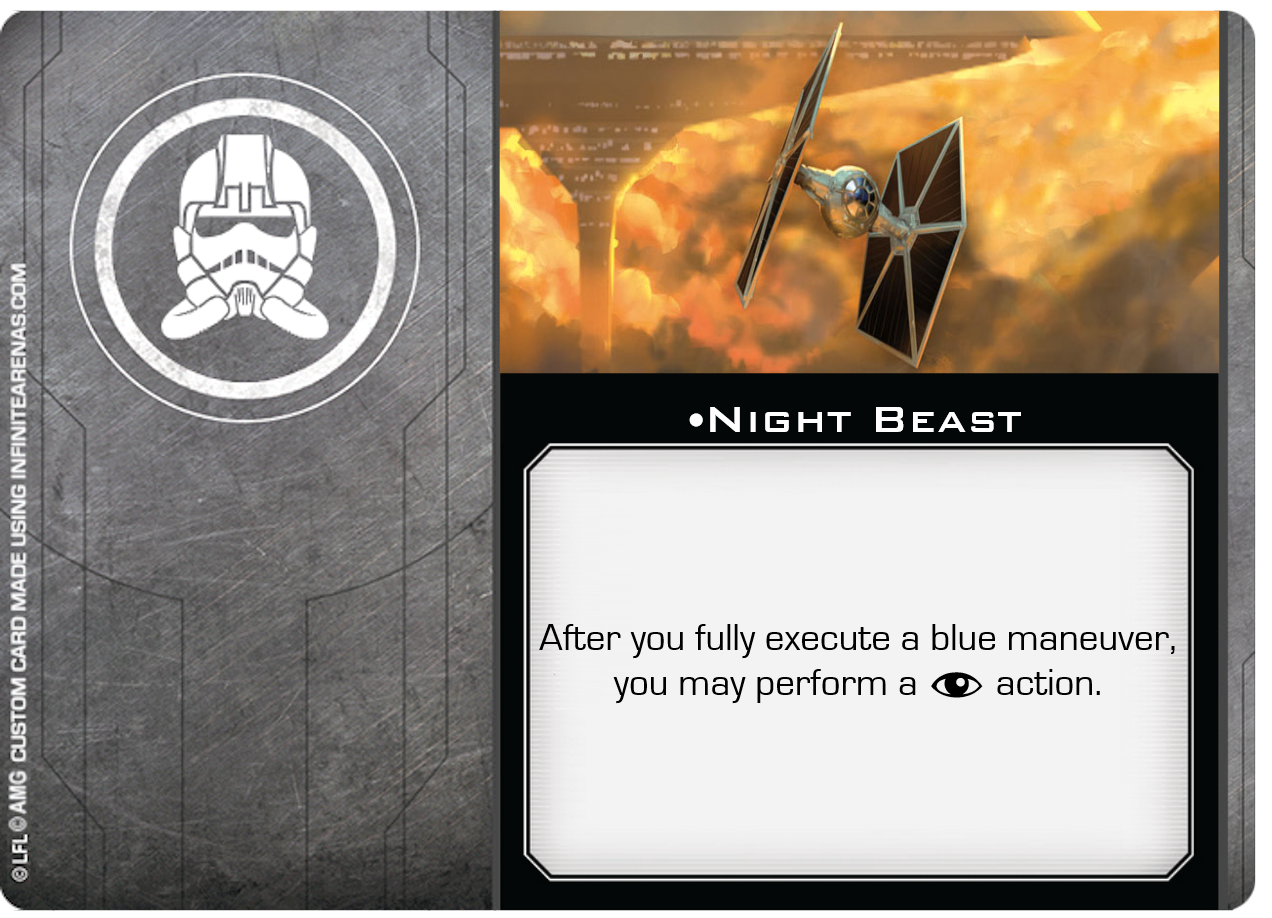 •Night Beast
After you fully execute a blue maneuver,
you may perform a action.
©LFL©AMG CUSTOM CARD MADE USING INFINITEARENAS.COM